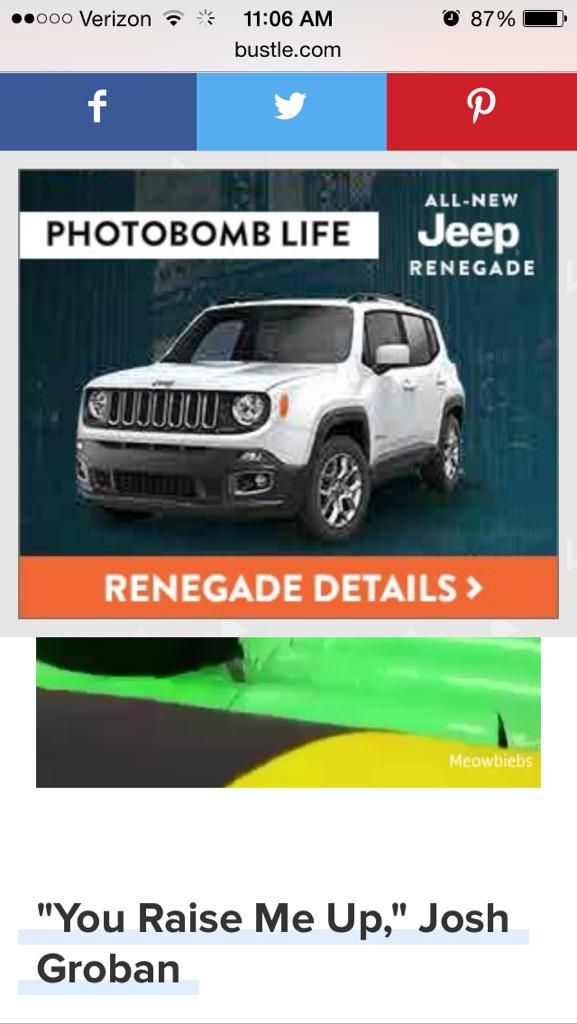 Verizon 11:06 AM 87%
bustle.com
f
PHOTOBOMB LIFE
ALL-NEW
Jeep
RENEGADE
Jeep
RENEGADE DETAILS >
Meowbiebs
"You Raise Me Up," Josh
Groban